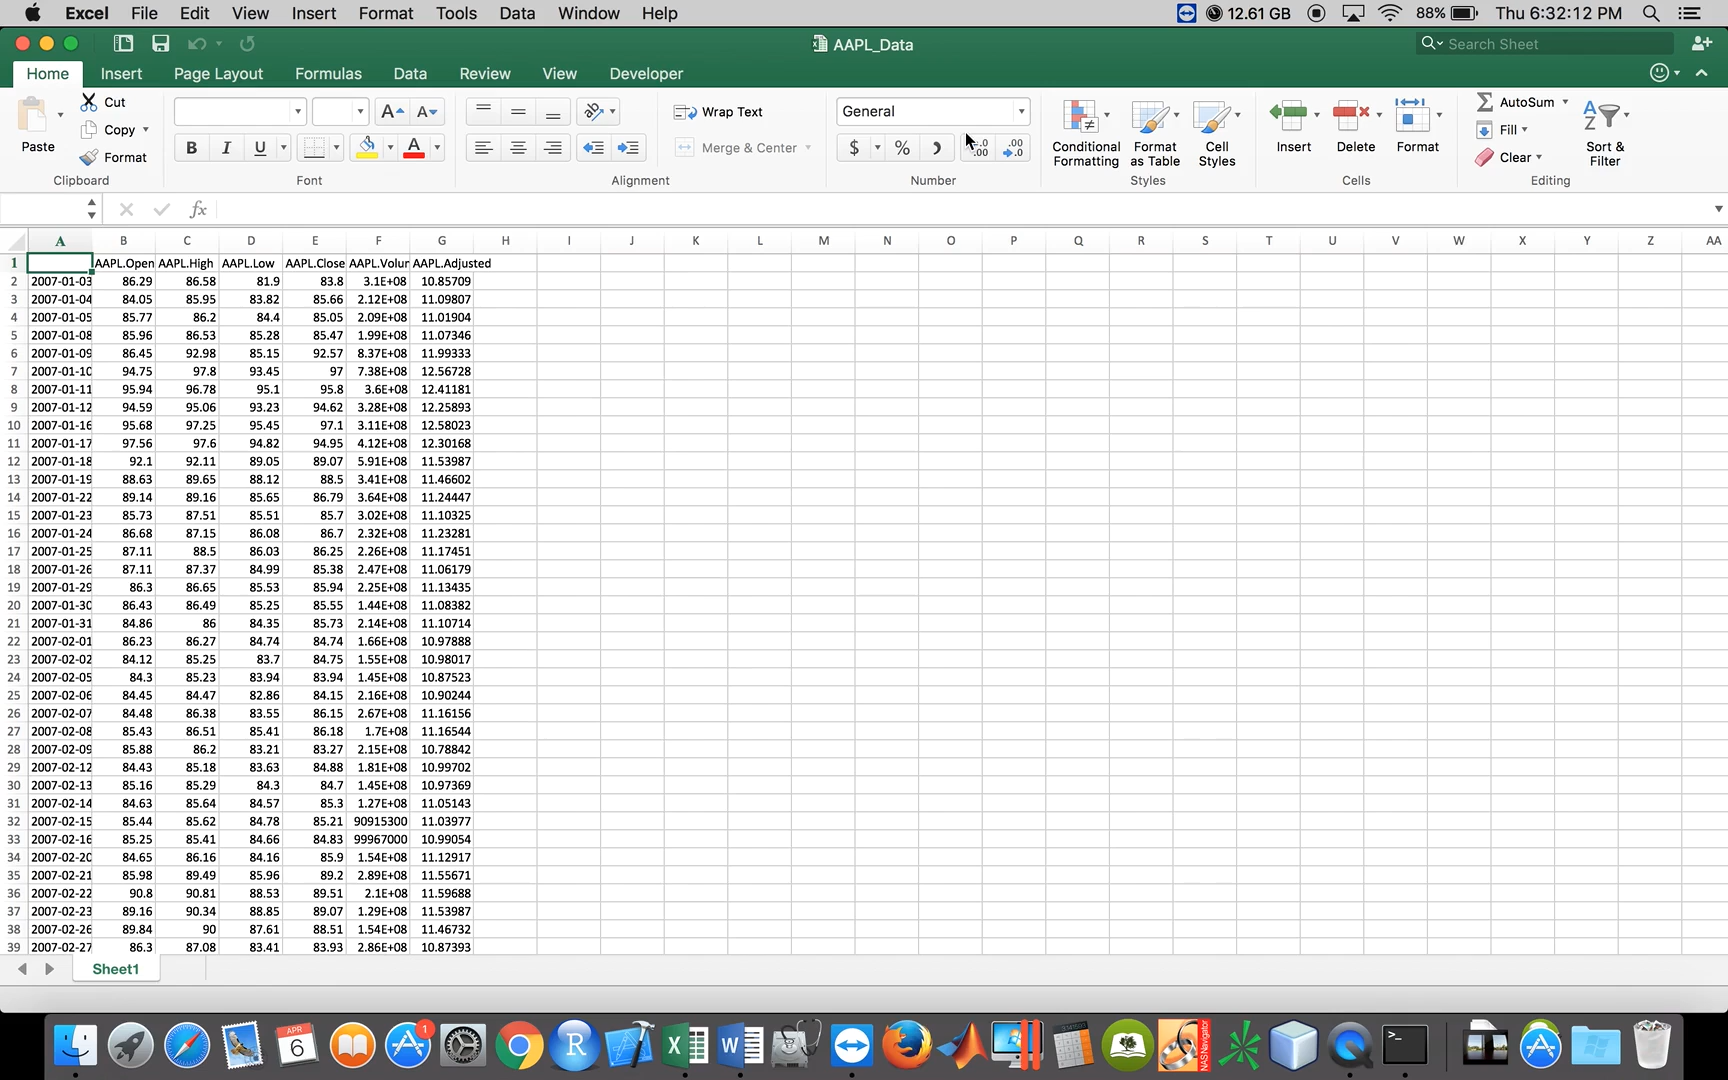 Excel File Edit View Insert Format Tools Data Window Help 12.61 GB 88% Thu 6:32:12 PM
AAPL_Data Search Sheet
Home Insert Page Layout Formulas Data Review View Developer
Paste Cut Copy Format Clipboard
A A B I U A Font
Wrap Text Merge & Center Alignment
General $ % .0 .00 .00 .0 Number
Conditional Formatting Format as Table Cell Styles Styles
Insert Delete Format Cells
AutoSum Fill Clear Sort & Filter Editing
fx
A B C D E F G H I J K L M N O P Q R S T U V W X Y Z AA
1 AAPL.Open AAPL.High AAPL.Low AAPL.Close AAPL.Volur AAPL.Adjusted
2 2007-01-03 86.29 86.58 81.9 83.8 3.1E+08 10.85709
3 2007-01-04 84.05 85.95 83.82 85.66 2.12E+08 11.09807
4 2007-01-05 85.77 86.2 84.4 85.05 2.09E+08 11.01904
5 2007-01-08 85.96 86.53 85.28 85.47 1.99E+08 11.07346
6 2007-01-09 86.45 92.98 85.15 92.57 8.37E+08 11.99333
7 2007-01-10 94.75 97.8 93.45 97 7.38E+08 12.56728
8 2007-01-11 95.94 96.78 95.1 95.8 3.6E+08 12.41181
9 2007-01-12 94.59 95.06 93.23 94.62 3.28E+08 12.25893
10 2007-01-16 95.68 97.25 95.45 97.1 3.11E+08 12.58023
11 2007-01-17 97.56 97.6 94.82 94.95 4.12E+08 12.30168
12 2007-01-18 92.1 92.11 89.05 89.07 5.91E+08 11.53987
13 2007-01-19 88.63 89.65 88.12 88.5 3.41E+08 11.46602
14 2007-01-22 89.14 89.16 85.65 86.79 3.64E+08 11.24447
15 2007-01-23 85.73 87.51 85.51 85.7 3.02E+08 11.10325
16 2007-01-24 86.68 87.15 86.08 86.7 2.32E+08 11.23281
17 2007-01-25 87.11 88.5 86.03 86.25 2.26E+08 11.17451
18 2007-01-26 87.11 87.37 84.99 85.38 2.47E+08 11.06179
19 2007-01-29 86.3 86.65 85.53 85.94 2.25E+08 11.13435
20 2007-01-30 86.43 86.49 85.25 85.55 1.44E+08 11.08382
21 2007-01-31 84.86 86 84.35 85.73 2.14E+08 11.10714
22 2007-02-01 86.23 86.27 84.74 84.74 1.66E+08 10.97888
23 2007-02-02 84.12 85.25 83.7 84.75 1.55E+08 10.98017
24 2007-02-05 84.3 85.23 83.94 83.94 1.45E+08 10.87523
25 2007-02-06 84.45 84.47 82.86 84.15 2.16E+08 10.90244
26 2007-02-07 84.48 86.38 83.55 86.15 2.67E+08 11.16156
27 2007-02-08 85.43 86.51 85.41 86.18 1.7E+08 11.16544
28 2007-02-09 85.88 86.2 83.21 83.27 2.15E+08 10.78842
29 2007-02-12 84.43 85.18 83.63 84.88 1.81E+08 10.99702
30 2007-02-13 85.16 85.29 84.3 84.7 1.45E+08 10.97369
31 2007-02-14 84.63 85.64 84.57 85.3 1.27E+08 11.05143
32 2007-02-15 85.44 85.62 84.78 85.21 90915300 11.03977
33 2007-02-16 85.25 85.41 84.66 84.83 99967000 10.99054
34 2007-02-20 84.65 86.16 84.16 85.9 1.54E+08 11.12917
35 2007-02-21 85.98 89.49 85.96 89.2 2.89E+08 11.55671
36 2007-02-22 90.8 90.81 88.53 89.51 2.1E+08 11.59688
37 2007-02-23 89.16 90.34 88.85 89.07 1.29E+08 11.53987
38 2007-02-26 89.84 90 87.61 88.51 1.54E+08 11.46732
39 2007-02-27 86.3 87.08 83.41 83.93 2.86E+08 10.87393
Sheet1
APR 6 1 R X W NAS Navigator >_